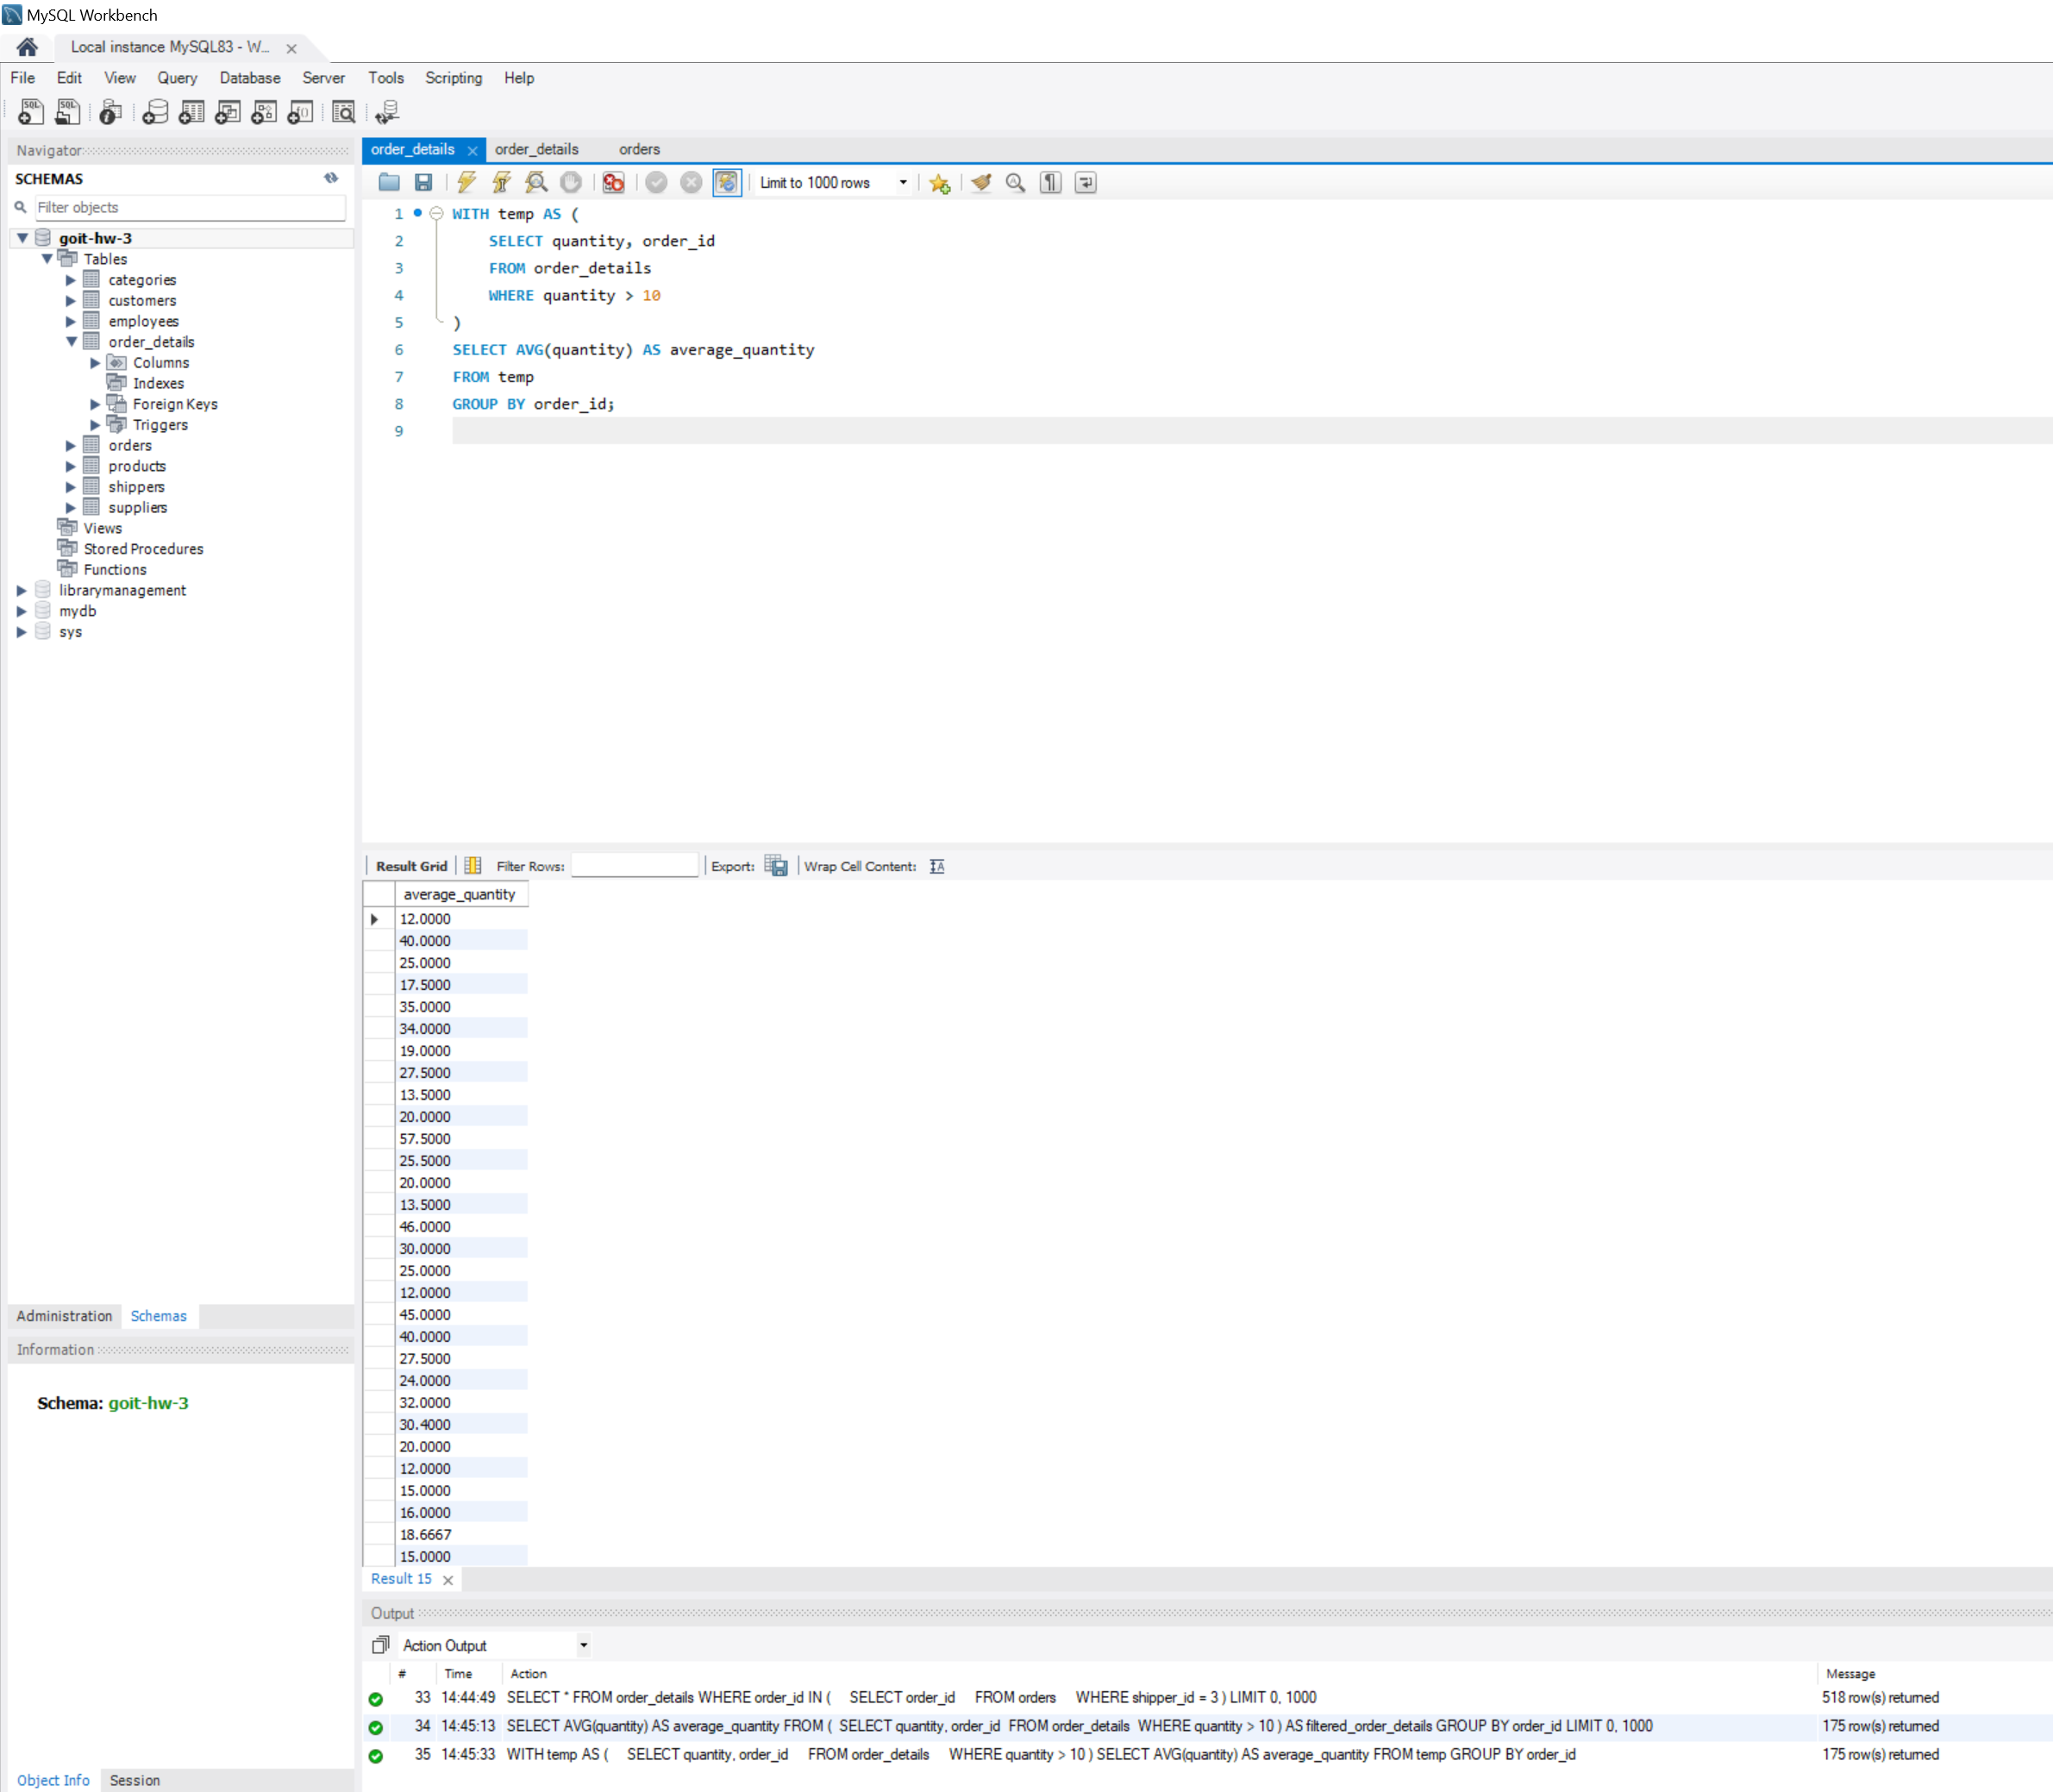 MySQL Workbench
Local instance MySQL83 - W...
File Edit View Query Database Server Tools Scripting Help
Navigator
SCHEMAS
Filter objects
goit-hw-3
Tables
categories
customers
employees
order_details
Columns
Indexes
Foreign Keys
Triggers
orders
products
shippers
suppliers
Views
Stored Procedures
Functions
librarymanagement
mydb
sys
Administration Schemas
Information
Schema: goit-hw-3
Object Info Session
order_details order_details orders
Limit to 1000 rows
1 WITH temp AS (
2 SELECT quantity, order_id
3 FROM order_details
4 WHERE quantity > 10
5 )
6 SELECT AVG(quantity) AS average_quantity
7 FROM temp
8 GROUP BY order_id;
9
Result Grid Filter Rows: Export: Wrap Cell Content:
average_quantity
12.0000
40.0000
25.0000
17.5000
35.0000
34.0000
19.0000
27.5000
13.5000
20.0000
57.5000
25.5000
20.0000
13.5000
46.0000
30.0000
25.0000
12.0000
45.0000
40.0000
27.5000
24.0000
32.0000
30.4000
20.0000
12.0000
15.0000
16.0000
18.6667
15.0000
Result 15
Output
Action Output
# Time Action Message
33 14:44:49 SELECT * FROM order_details WHERE order_id IN ( SELECT order_id FROM orders WHERE shipper_id = 3 ) LIMIT 0, 1000 518 row(s) returned
34 14:45:13 SELECT AVG(quantity) AS average_quantity FROM ( SELECT quantity, order_id FROM order_details WHERE quantity > 10 ) AS filtered_order_details GROUP BY order_id LIMIT 0, 1000 175 row(s) returned
35 14:45:33 WITH temp AS ( SELECT quantity, order_id FROM order_details WHERE quantity > 10 ) SELECT AVG(quantity) AS average_quantity FROM temp GROUP BY order_id 175 row(s) returned